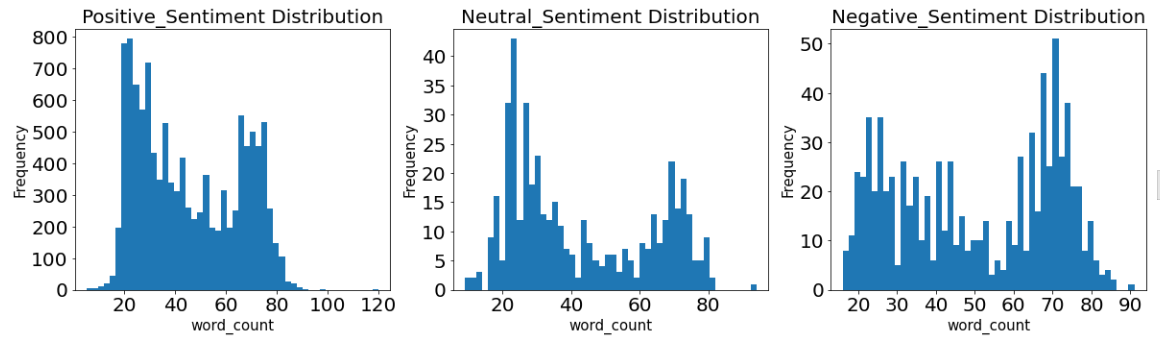 Positive_Sentiment Distribution
800
700
600
500
400
300
200
100
0
Frequency
20 40 60 80 100 120
word_count
Neutral_Sentiment Distribution
40
35
30
25
20
15
10
5
0
Frequency
20 40 60 80
word_count
Negative_Sentiment Distribution
50
40
30
20
10
0
Frequency
20 30 40 50 60 70 80 90
word_count